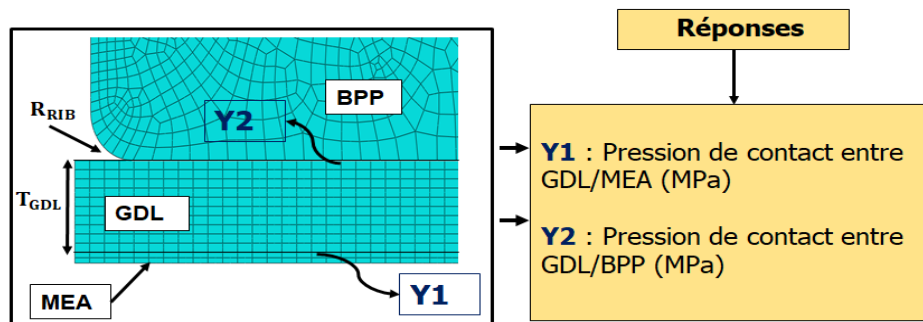 Réponses
BPP
R_RIB
Y2
Y1 : Pression de contact entre
GDL/MEA (MPa)
T_GDL
GDL
Y2 : Pression de contact entre
GDL/BPP (MPa)
MEA
Y1